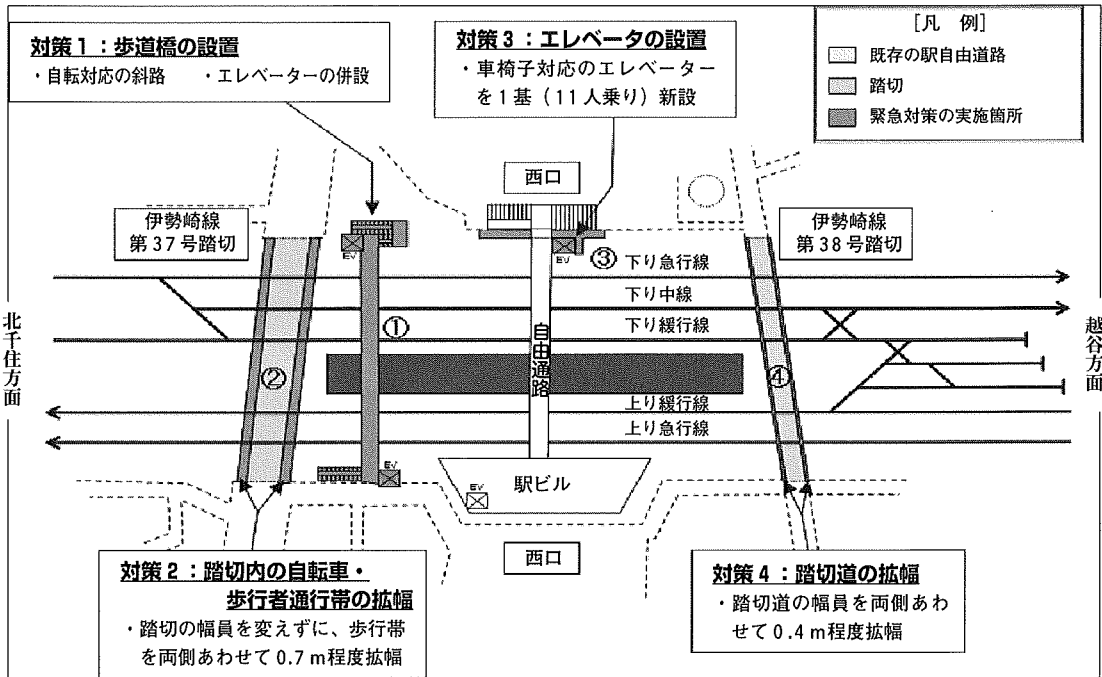 対策1：歩道橋の設置
・自転対応の斜路　・エレベーターの併設
対策3：エレベータの設置
・車椅子対応のエレベーター
を1基（11人乗り）新設
[凡　例]
既存の駅自由道路
踏切
緊急対策の実施箇所
西口
伊勢崎線
第37号踏切
伊勢崎線
第38号踏切
EV
EV
③
下り急行線
下り中線
①
下り緩行線
北千住方面
越谷方面
自由通路
②
④
上り緩行線
上り急行線
EV
EV
駅ビル
西口
対策2：踏切内の自転車・
歩行者通行帯の拡幅
・踏切の幅員を変えずに、歩行帯
を両側あわせて0.7m程度拡幅
対策4：踏切道の拡幅
・踏切道の幅員を両側あわ
せて0.4m程度拡幅